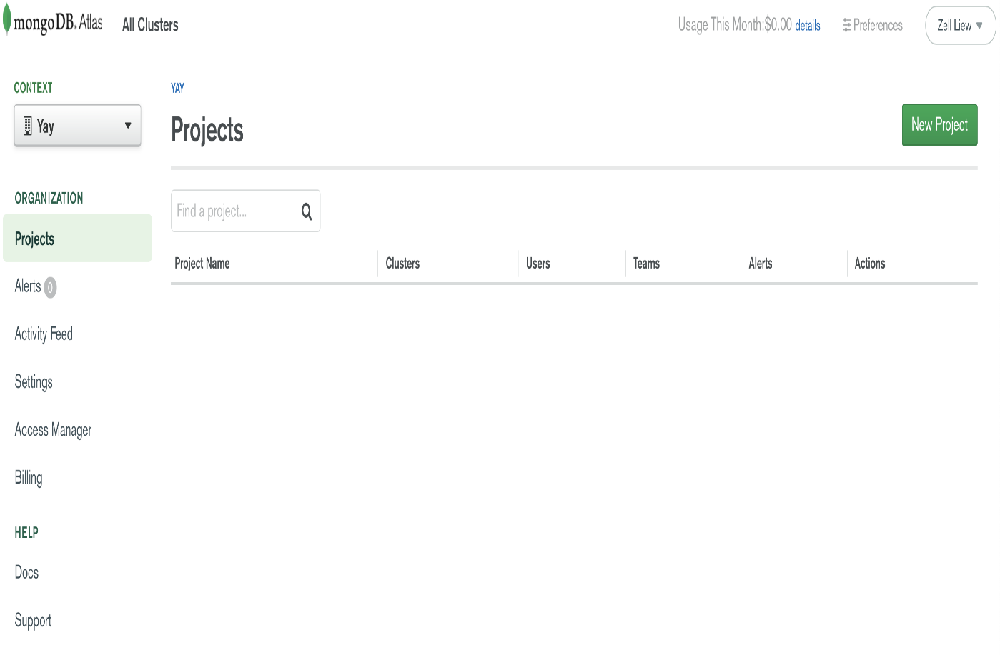 mongoDB. Atlas All Clusters Usage This Month:$0.00 details Preferences Zell Liew
CONTEXT
Yay
ORGANIZATION
Projects
Alerts 0
Activity Feed
Settings
Access Manager
Billing
HELP
Docs
Support
YAY
Projects
New Project
Find a project...
Project Name Clusters Users Teams Alerts Actions